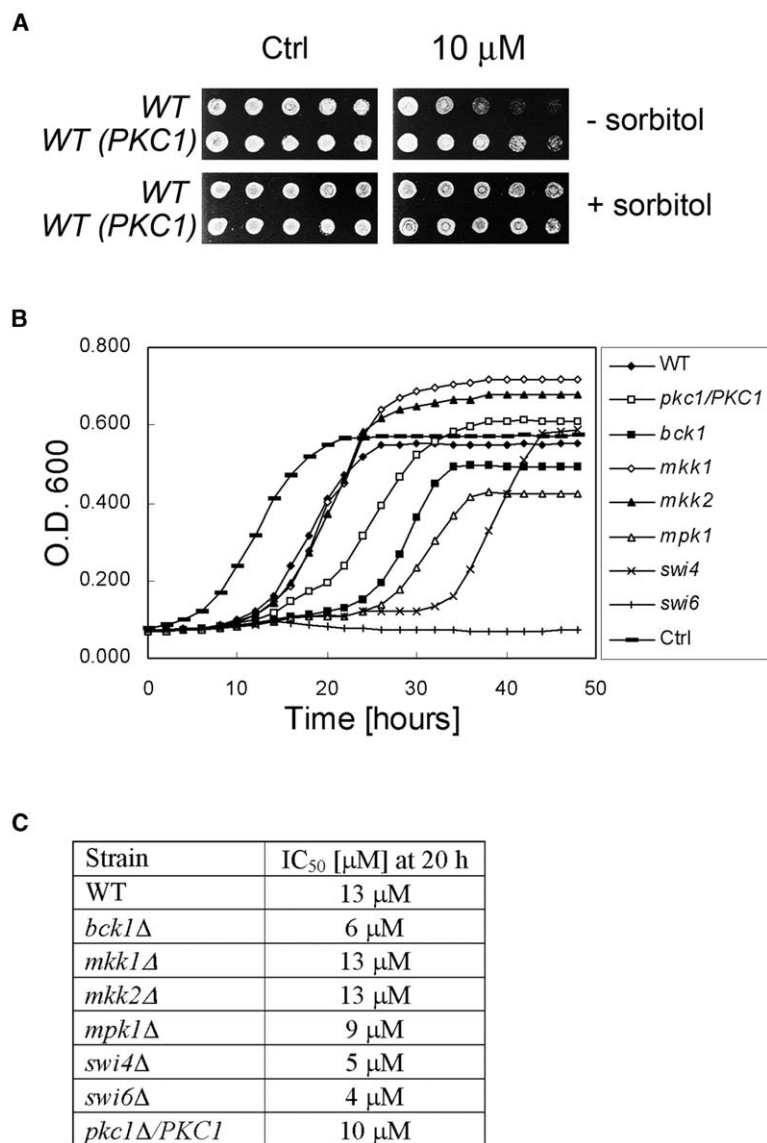 A
Ctrl
10 μM
WT
WT (PKC1)
- sorbitol
WT
WT (PKC1)
+ sorbitol
B
0.800
0.600
0.400
0.200
0.000
O.D. 600
0
10
20
30
40
50
Time [hours]
WT
pkc1/PKC1
bck1
mkk1
mkk2
mpk1
swi4
swi6
Ctrl
C
Strain IC50 [μM] at 20 h
WT 13 μM
bck1Δ 6 μM
mkk1Δ 13 μM
mkk2Δ 13 μM
mpk1Δ 9 μM
swi4Δ 5 μM
swi6Δ 4 μM
pkc1Δ/PKC1 10 μM